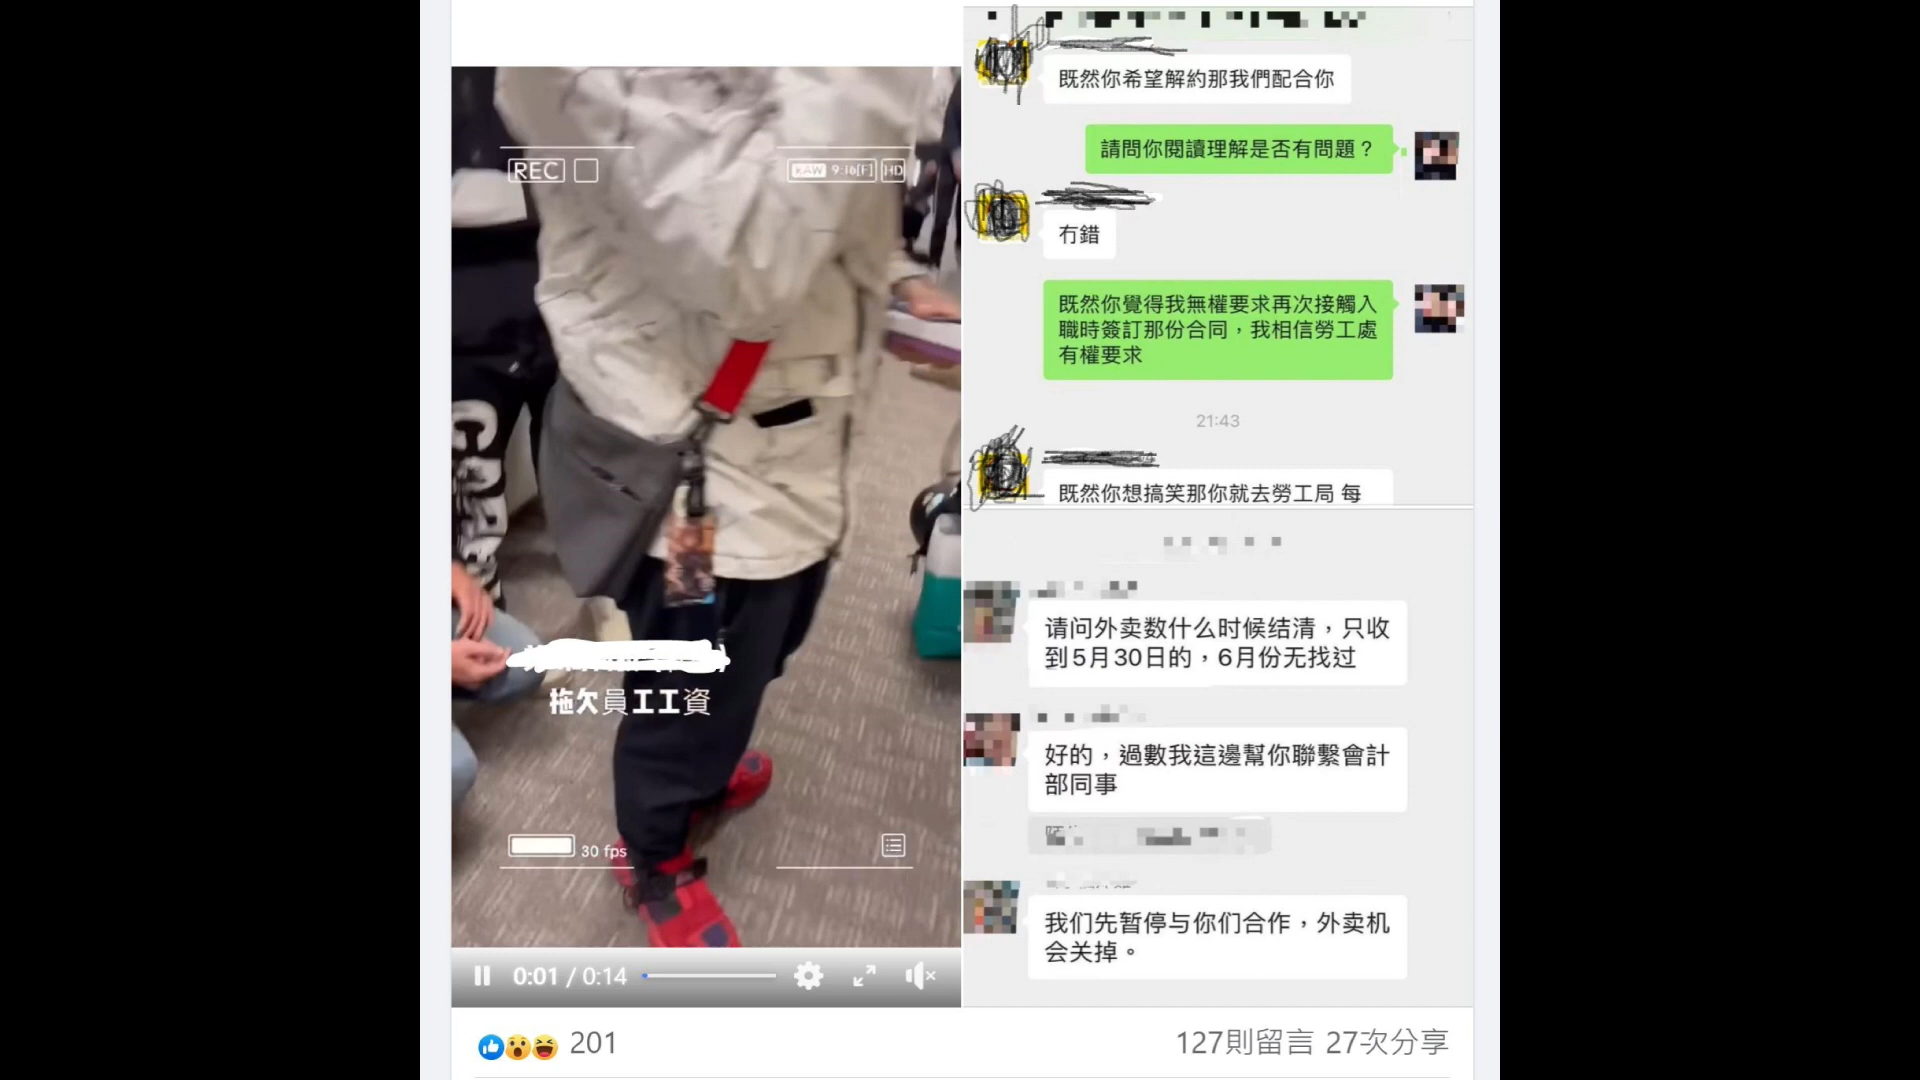 REC
RAW 9:16[F] HD
拖欠員工工資
30 fps
0:01 / 0:14
既然你希望解約那我們配合你
請問你閱讀理解是否有問題？
冇錯
既然你覺得我無權要求再次接觸入
職時簽訂那份合同，我相信勞工處
有權要求
21:43
既然你想搞笑那你就去勞工局 每
请问外卖数什么时候结清，只收
到5月30日的，6月份无找过
好的，過數我這邊幫你聯繫會計
部同事
我们先暂停与你们合作，外卖机
会关掉。
201
127則留言 27次分享